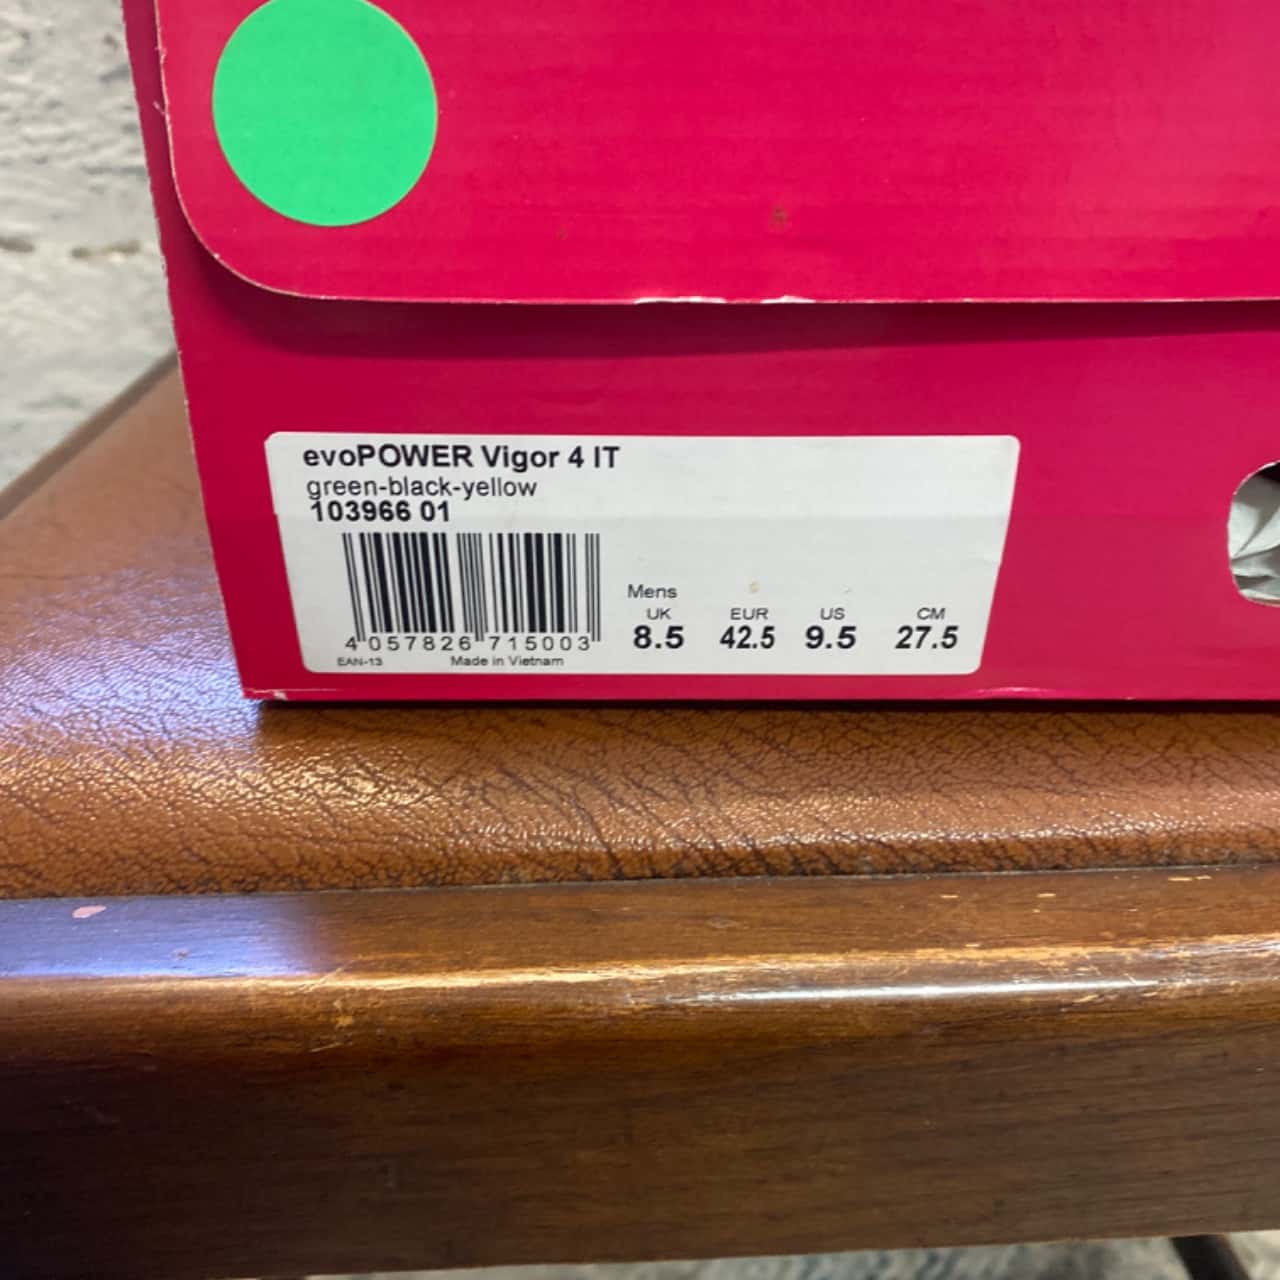 evoPOWER Vigor 4 IT
green-black-yellow
103966 01
Mens
UK EUR US CM
8.5 42.5 9.5 27.5
4 057826 715003
EAN-13 Made in Vietnam